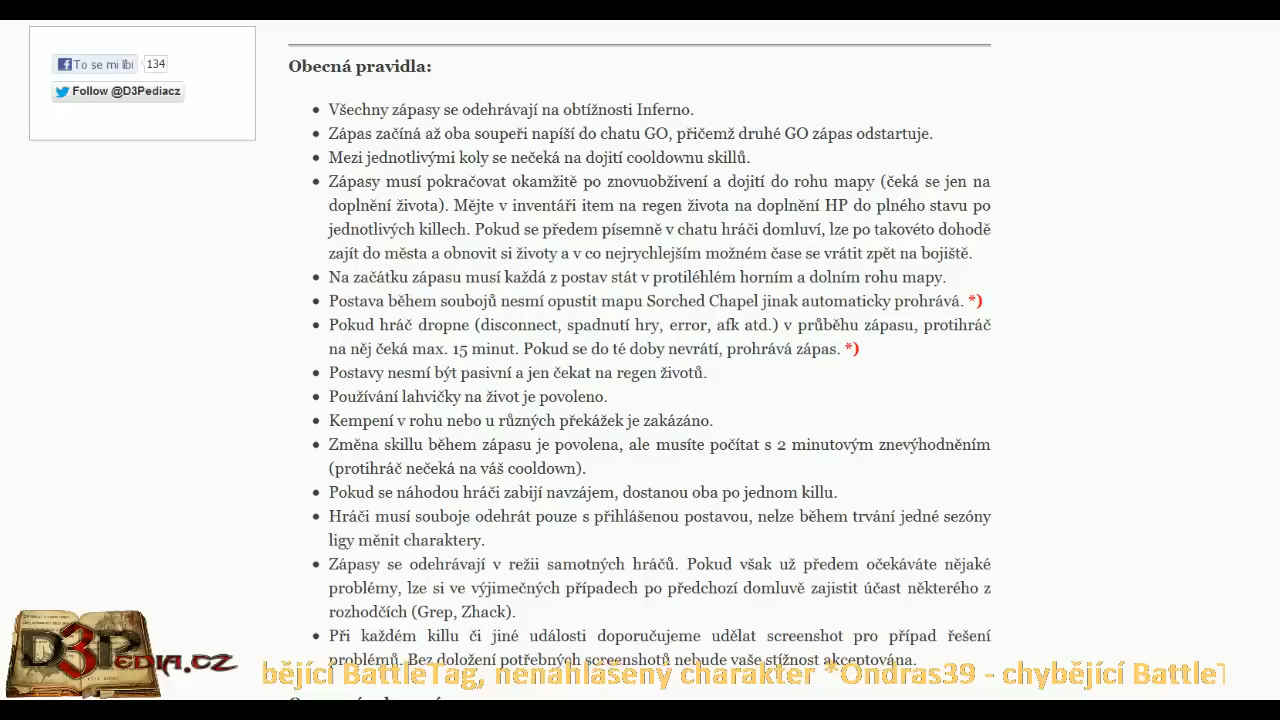 To se mi líbí 134
Follow @D3Pediacz
Obecná pravidla:
Všechny zápasy se odehrávají na obtížnosti Inferno.
Zápas začíná až oba soupeři napíší do chatu GO, přičemž druhé GO zápas odstartuje.
Mezi jednotlivými koly se nečeká na dojití cooldownu skillů.
Zápasy musí pokračovat okamžitě po znovuobživení a dojití do rohu mapy (čeká se jen na
doplnění života). Mějte v inventáři item na regen života na doplnění HP do plného stavu po
jednotlivých killech. Pokud se předem písemně v chatu hráči domluví, lze po takovéto dohodě
zajít do města a obnovit si životy a v co nejrychlejším možném čase se vrátit zpět na bojiště.
Na začátku zápasu musí každá z postav stát v protiléhlém horním a dolním rohu mapy.
Postava během soubojů nesmí opustit mapu Sorched Chapel jinak automaticky prohrává. *)
Pokud hráč dropne (disconnect, spadnutí hry, error, afk atd.) v průběhu zápasu, protihráč
na něj čeká max. 15 minut. Pokud se do té doby nevrátí, prohrává zápas. *)
Postavy nesmí být pasivní a jen čekat na regen životů.
Používání lahvičky na život je povoleno.
Kempení v rohu nebo u různých překážek je zakázáno.
Změna skillu během zápasu je povolena, ale musíte počítat s 2 minutovým znevýhodněním
(protihráč nečeká na váš cooldown).
Pokud se náhodou hráči zabijí navzájem, dostanou oba po jednom killu.
Hráči musí souboje odehrát pouze s přihlášenou postavou, nelze během trvání jedné sezóny
ligy měnit charaktery.
Zápasy se odehrávají v režii samotných hráčů. Pokud však už předem očekáváte nějaké
problémy, lze si ve výjimečných případech po předchozí domluvě zajistit účast některého z
rozhodčích (Grep, Zhack).
Při každém killu či jiné události doporučujeme udělat screenshot pro případ řešení
problémů. Bez doložení potřebných screenshotů nebude vaše stížnost akceptována.
D3Pedia.cz
bějící BattleTag, nenahlášený charakter *Ondras39 - chybějící BattleT